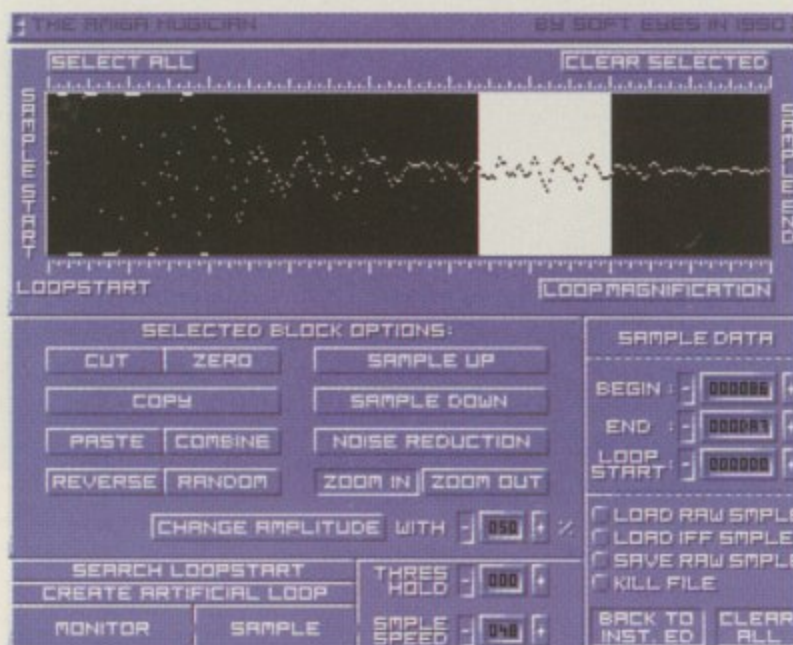 THE AMIGA MUGICIAN BY SOFT EYES IN 1990
SELECT ALL CLEAR SELECTED
SAMPLE START
SAMPLE END
LOOPSTART LOOP MAGNIFICATION
SELECTED BLOCK OPTIONS:
CUT ZERO SAMPLE UP
COPY SAMPLE DOWN
PASTE COMBINE NOISE REDUCTION
REVERSE RANDOM ZOOM IN ZOOM OUT
CHANGE AMPLITUDE WITH - 050 + %
SEARCH LOOPSTART
CREATE ARTIFICIAL LOOP
MONITOR SAMPLE
THRES
HOLD - 000 +
SMPLE
SPEED - 048 +
SAMPLE DATA
BEGIN : - +
END : - +
LOOP
START : - 000000 +
LOAD RAW SMPLE
LOAD IFF SMPLE
SAVE RAW SMPLE
KILL FILE
BACK TO
INST. ED
CLEAR
ALL